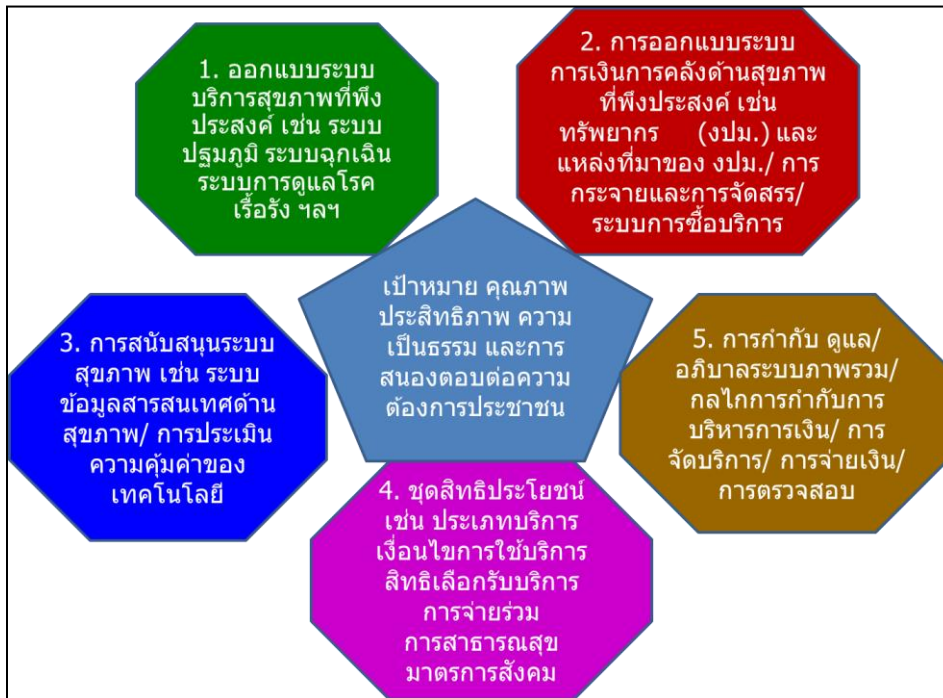 1. ออกแบบระบบ
บริการสุขภาพที่พึง
ประสงค์ เช่น ระบบ
ปฐมภูมิ ระบบฉุกเฉิน
ระบบการดูแลโรค
เรื้อรัง ฯลฯ
2. การออกแบบระบบ
การเงินการคลังด้านสุขภาพ
ที่พึงประสงค์ เช่น
ทรัพยากร (งปม.) และ
แหล่งที่มาของ งปม./ การ
กระจายและการจัดสรร/
ระบบการซื้อบริการ
เป้าหมาย คุณภาพ
ประสิทธิภาพ ความ
เป็นธรรม และการ
สนองตอบต่อความ
ต้องการประชาชน
3. การสนับสนุนระบบ
สุขภาพ เช่น ระบบ
ข้อมูลสารสนเทศด้าน
สุขภาพ/ การประเมิน
ความคุ้มค่าของ
เทคโนโลยี
4. ชุดสิทธิประโยชน์
เช่น ประเภทบริการ
เงื่อนไขการใช้บริการ
สิทธิเลือกรับบริการ
การจ่ายร่วม
การสาธารณสุข
มาตรการสังคม
5. การกำกับ ดูแล/
อภิบาลระบบภาพรวม/
กลไกการกำกับการ
บริหารการเงิน/ การ
จัดบริการ/ การจ่ายเงิน/
การตรวจสอบ